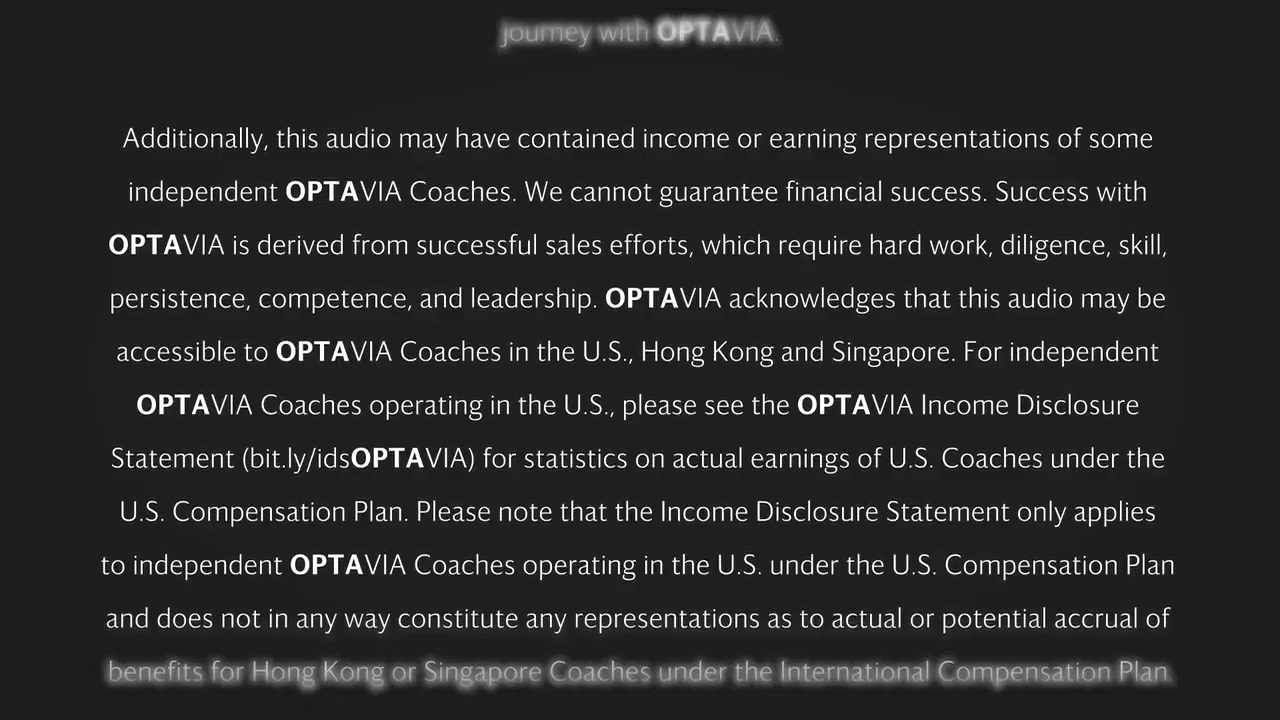 journey with OPTAVIA.
Additionally, this audio may have contained income or earning representations of some
independent OPTAVIA Coaches. We cannot guarantee financial success. Success with
OPTAVIA is derived from successful sales efforts, which require hard work, diligence, skill,
persistence, competence, and leadership. OPTAVIA acknowledges that this audio may be
accessible to OPTAVIA Coaches in the U.S., Hong Kong and Singapore. For independent
OPTAVIA Coaches operating in the U.S., please see the OPTAVIA Income Disclosure
Statement (bit.ly/idsOPTAVIA) for statistics on actual earnings of U.S. Coaches under the
U.S. Compensation Plan. Please note that the Income Disclosure Statement only applies
to independent OPTAVIA Coaches operating in the U.S. under the U.S. Compensation Plan
and does not in any way constitute any representations as to actual or potential accrual of
benefits for Hong Kong or Singapore Coaches under the International Compensation Plan.